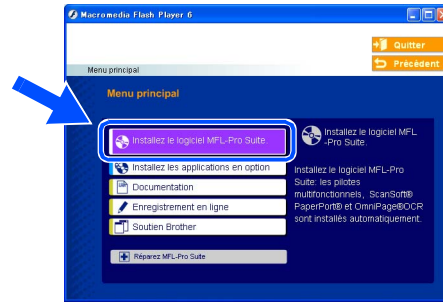 Macromedia Flash Player 6
Quitter
Précédent
Menu principal
Menu principal
Installez le logiciel MFL-Pro Suite.
Installez les applications en option
Documentation
Enregistrement en ligne
Soutien Brother
Réparez MFL-Pro Suite
Installez le logiciel MFL
-Pro Suite.
Installez le logiciel MFL-Pro
Suite: les pilotes
multifonctionnels, ScanSoft®
PaperPort® et OmniPage®OCR
sont installés automatiquement.